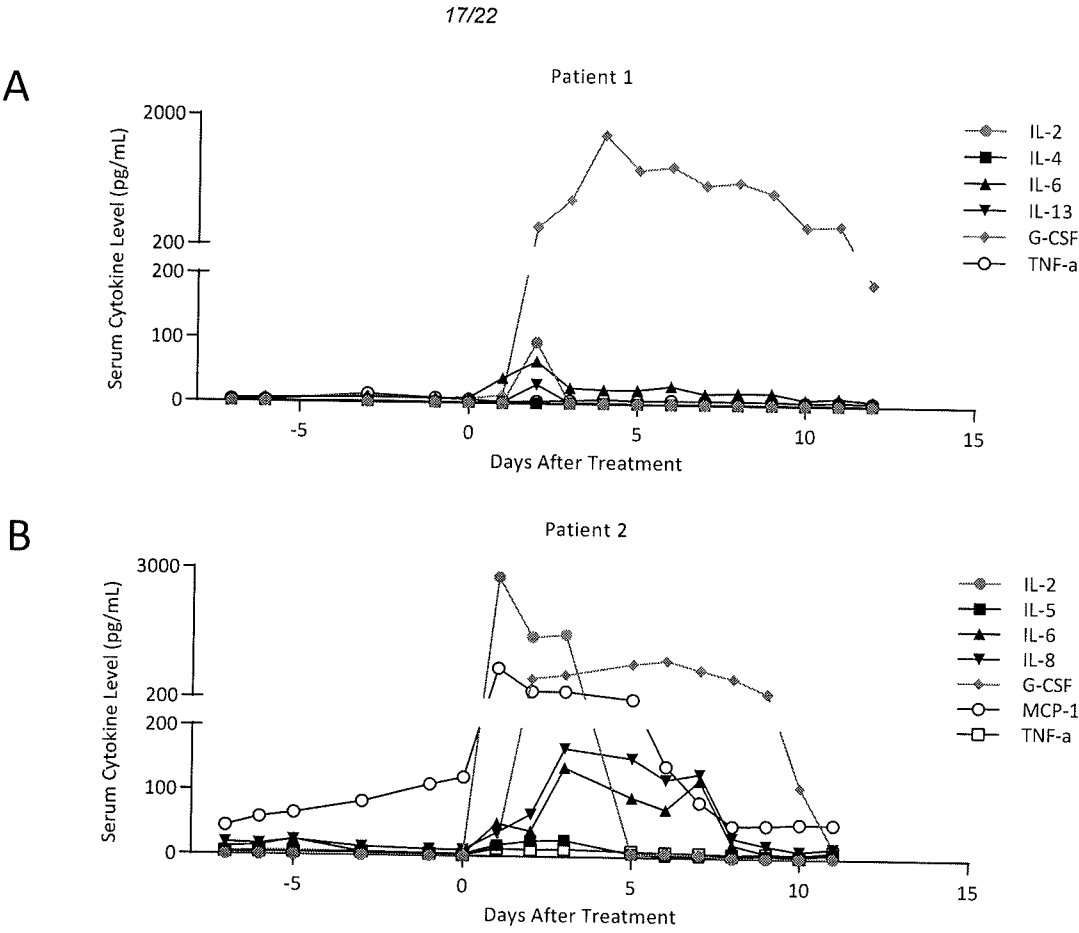 17/22
A
Patient 1
Serum Cytokine Level (pg/mL)
2000
200
200
100
0
-5
0
5
10
15
Days After Treatment
IL-2
IL-4
IL-6
IL-13
G-CSF
TNF-a
B
Patient 2
Serum Cytokine Level (pg/mL)
3000
200
200
100
0
-5
0
5
10
15
Days After Treatment
IL-2
IL-5
IL-6
IL-8
G-CSF
MCP-1
TNF-a